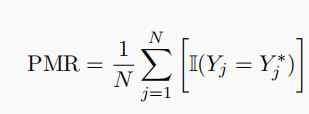 PMR = \frac{1}{N} \sum_{j=1}^{N} \left[ \mathbb{I}(Y_j = Y_j^*) \right]